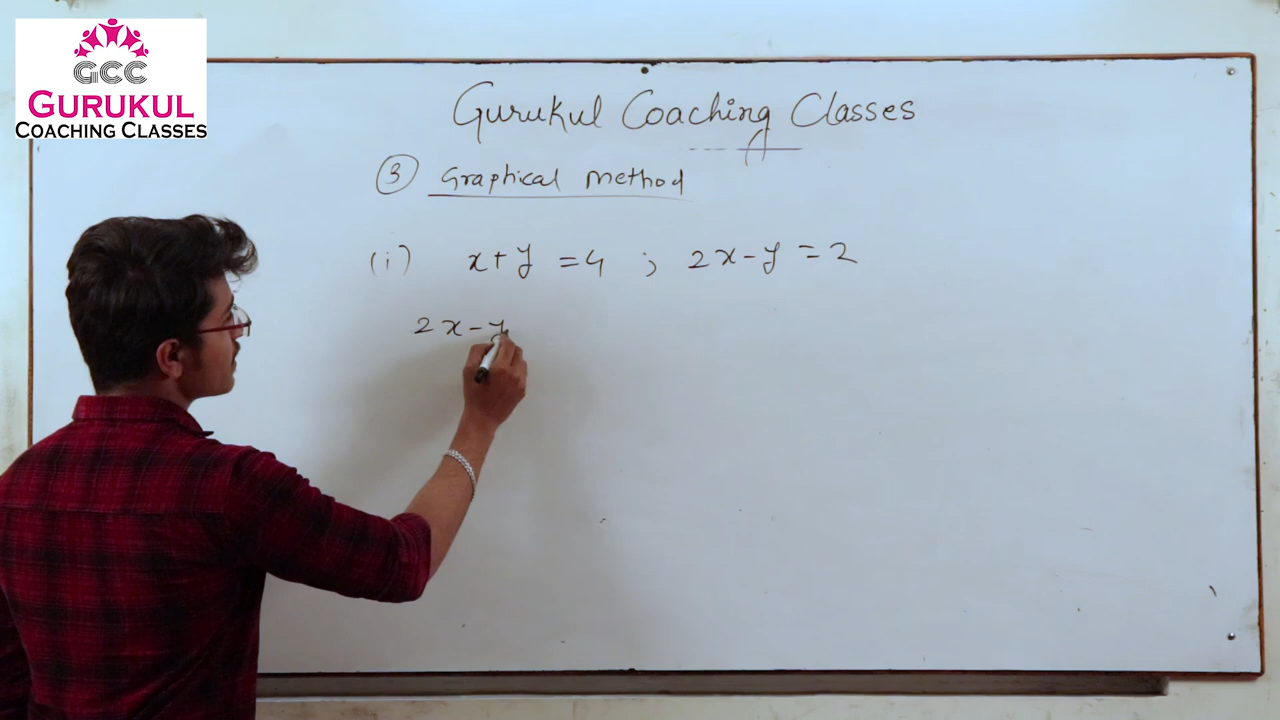 GCC
GURUKUL
COACHING CLASSES
Gurukul Coaching Classes
③ Graphical method
(i) x+y = 4 ; 2x-y = 2
2x-y